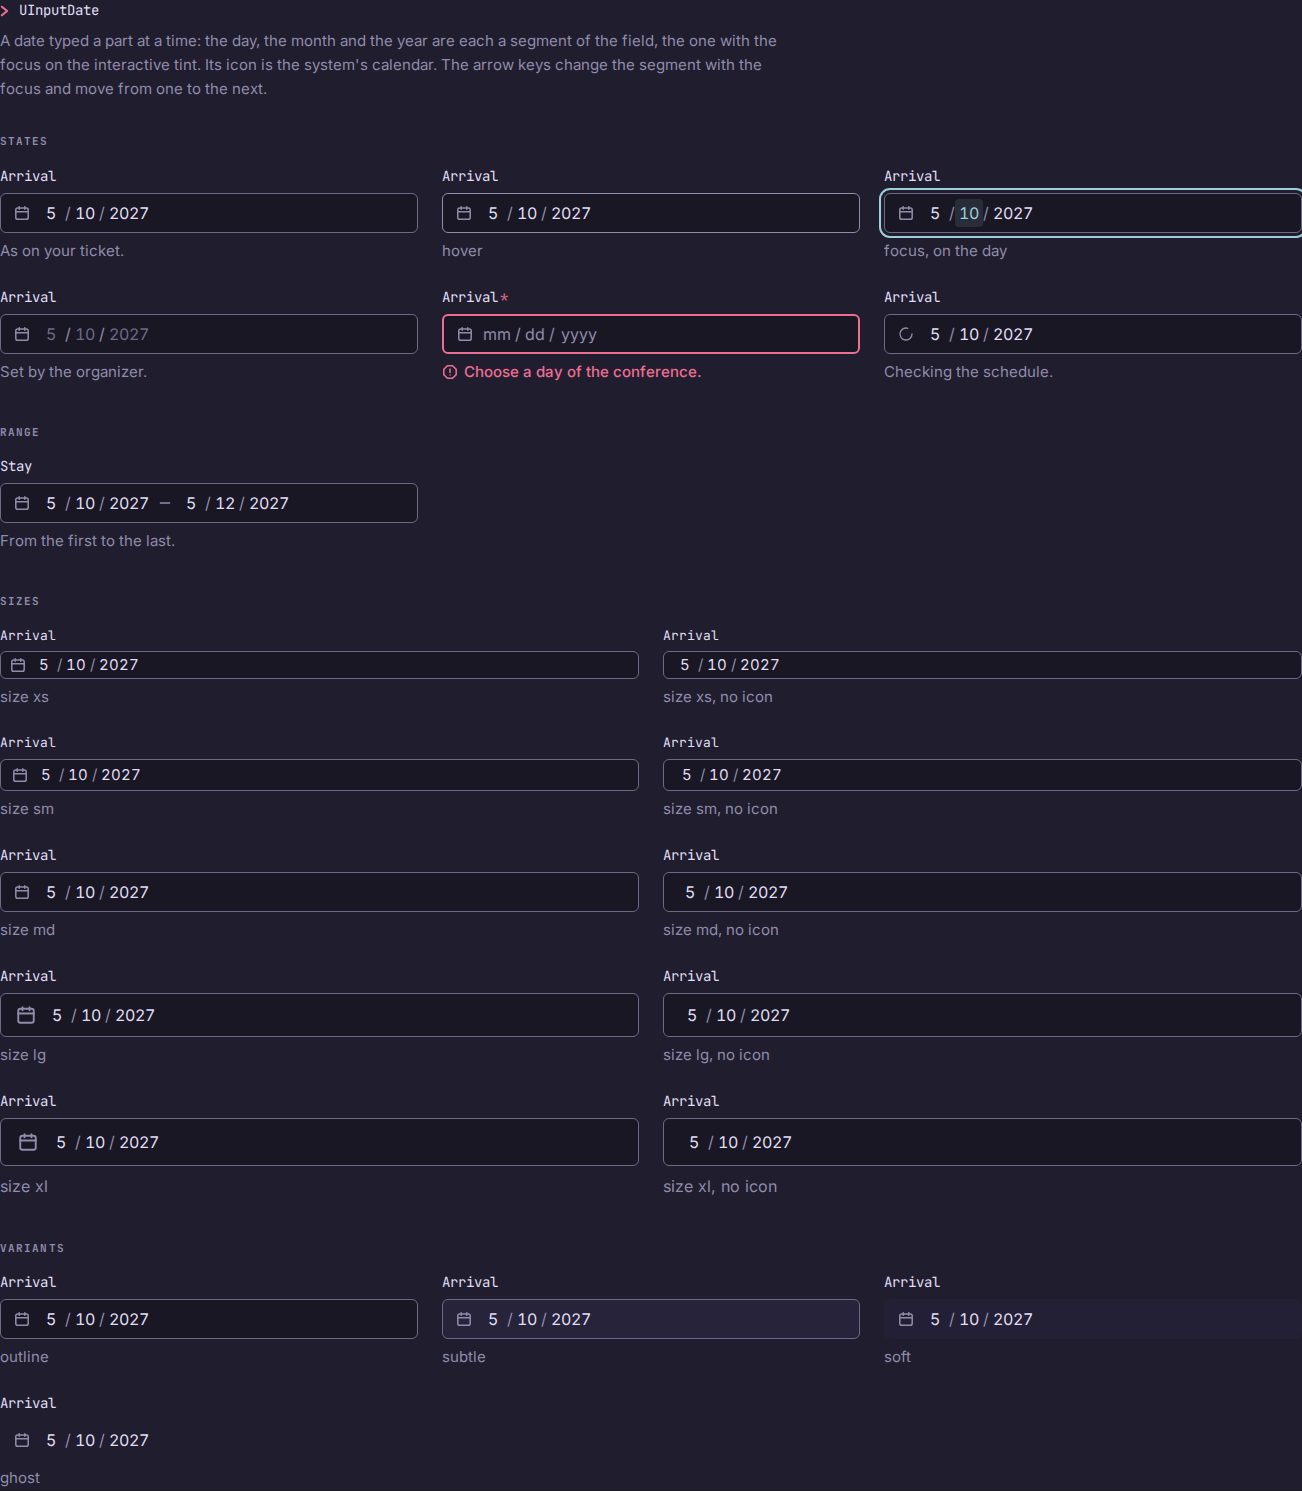 UInputDate
A date typed a part at a time: the day, the month and the year are each a segment of the field, the one with the
focus on the interactive tint. Its icon is the system's calendar. The arrow keys change the segment with the
focus and move from one to the next.
STATES
Arrival Arrival Arrival
5 / 10 / 2027 5 / 10 / 2027 5 / 10 / 2027
As on your ticket. hover focus, on the day
Arrival Arrival* Arrival
5 / 10 / 2027 mm / dd / yyyy 5 / 10 / 2027
Set by the organizer. Choose a day of the conference. Checking the schedule.
RANGE
Stay
5 / 10 / 2027 – 5 / 12 / 2027
From the first to the last.
SIZES
Arrival Arrival
5 / 10 / 2027 5 / 10 / 2027
size xs size xs, no icon
Arrival Arrival
5 / 10 / 2027 5 / 10 / 2027
size sm size sm, no icon
Arrival Arrival
5 / 10 / 2027 5 / 10 / 2027
size md size md, no icon
Arrival Arrival
5 / 10 / 2027 5 / 10 / 2027
size lg size lg, no icon
Arrival Arrival
5 / 10 / 2027 5 / 10 / 2027
size xl size xl, no icon
VARIANTS
Arrival Arrival Arrival
5 / 10 / 2027 5 / 10 / 2027 5 / 10 / 2027
outline subtle soft
Arrival
5 / 10 / 2027
ghost